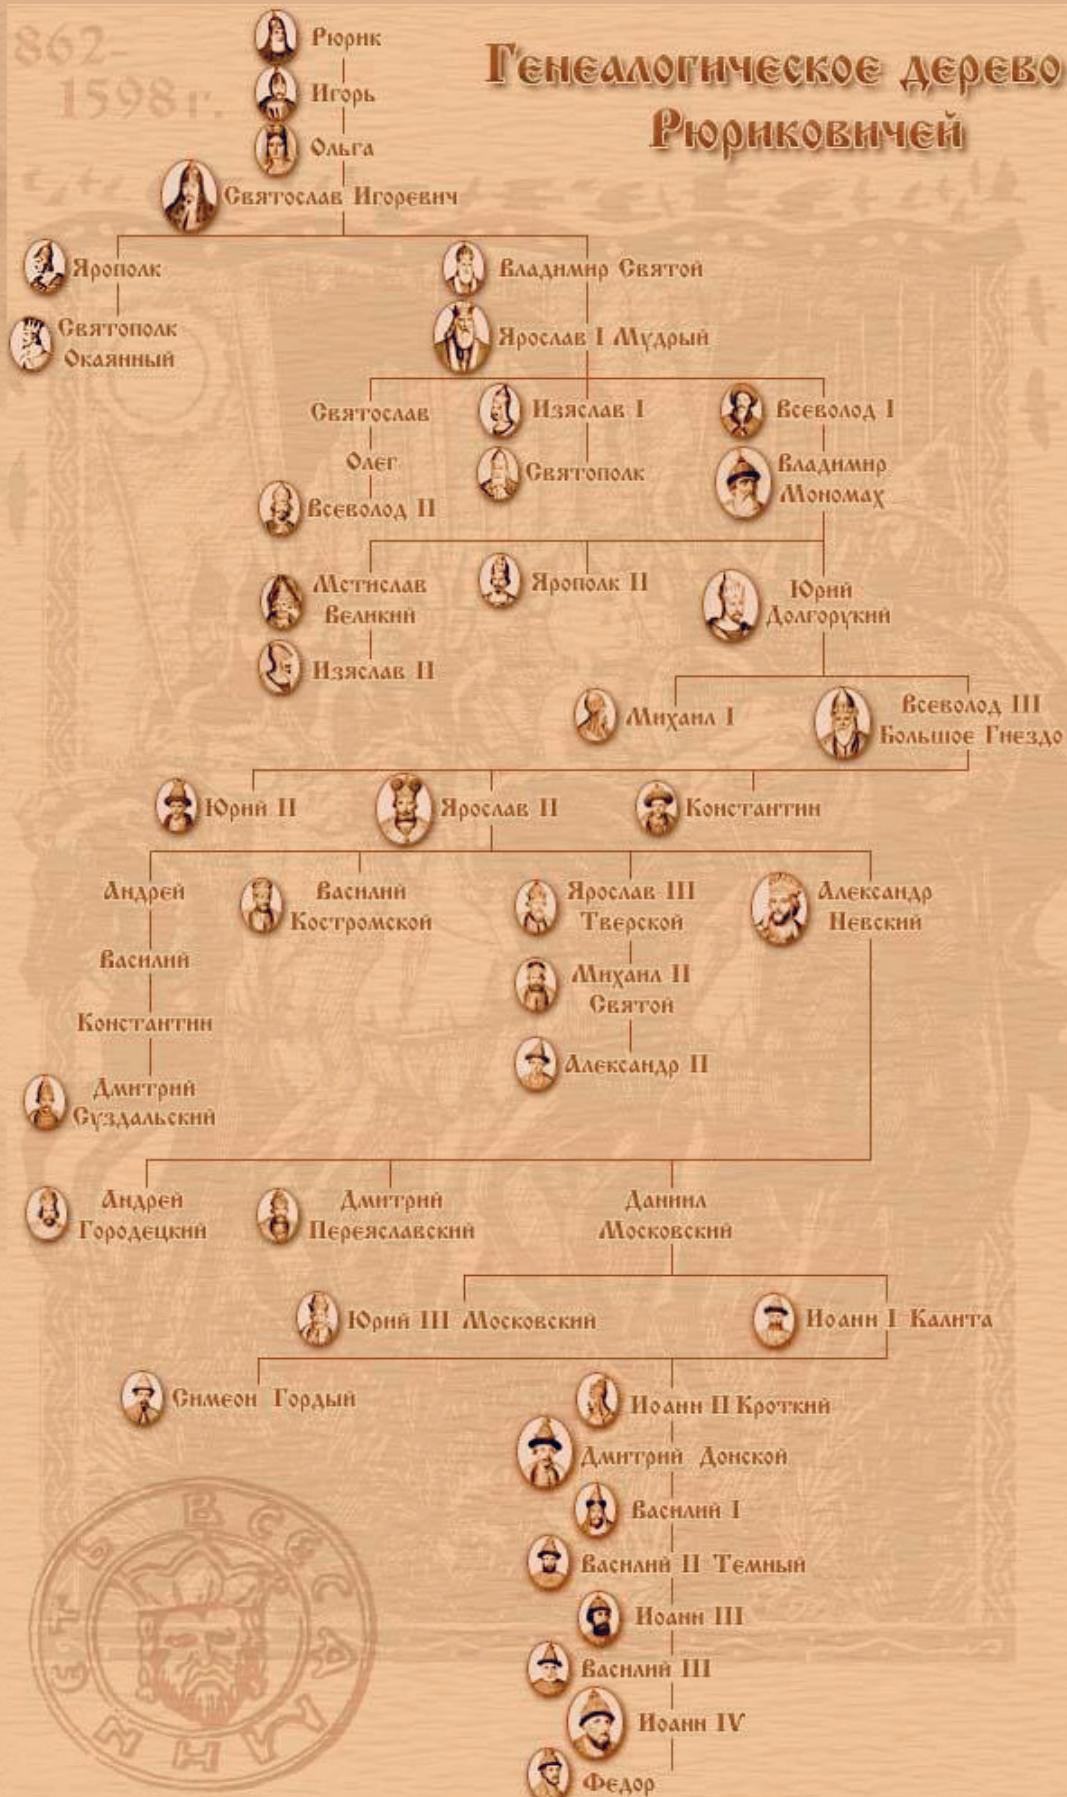 862-
1598 г.
Генеалогическое дерево
Рюриковичей
Рюрик
Игорь
Ольга
Святослав Игоревич
Ярополк
Владимир Святой
Святополк
Окаянный
Ярослав I Мудрый
Святослав
Изяслав I
Всеволод I
Олег
Святополк
Владимир
Мономах
Всеволод II
Мстислав
Великий
Ярополк II
Юрий
Долгорукий
Изяслав II
Михаил I
Всеволод III
Большое Гнездо
Юрий II
Ярослав II
Константин
Андрей
Василий
Костромской
Ярослав III
Тверской
Александр
Невский
Василий
Михаил II
Святой
Константин
Александр II
Дмитрий
Суздальский
Андрей
Городецкий
Дмитрий
Переяславский
Даниил
Московский
Юрий III Московский
Иоанн I Калита
Симеон Гордый
Иоанн II Кроткий
Дмитрий Донской
Василий I
Василий II Темный
Иоанн III
Василий III
Иоанн IV
Федор